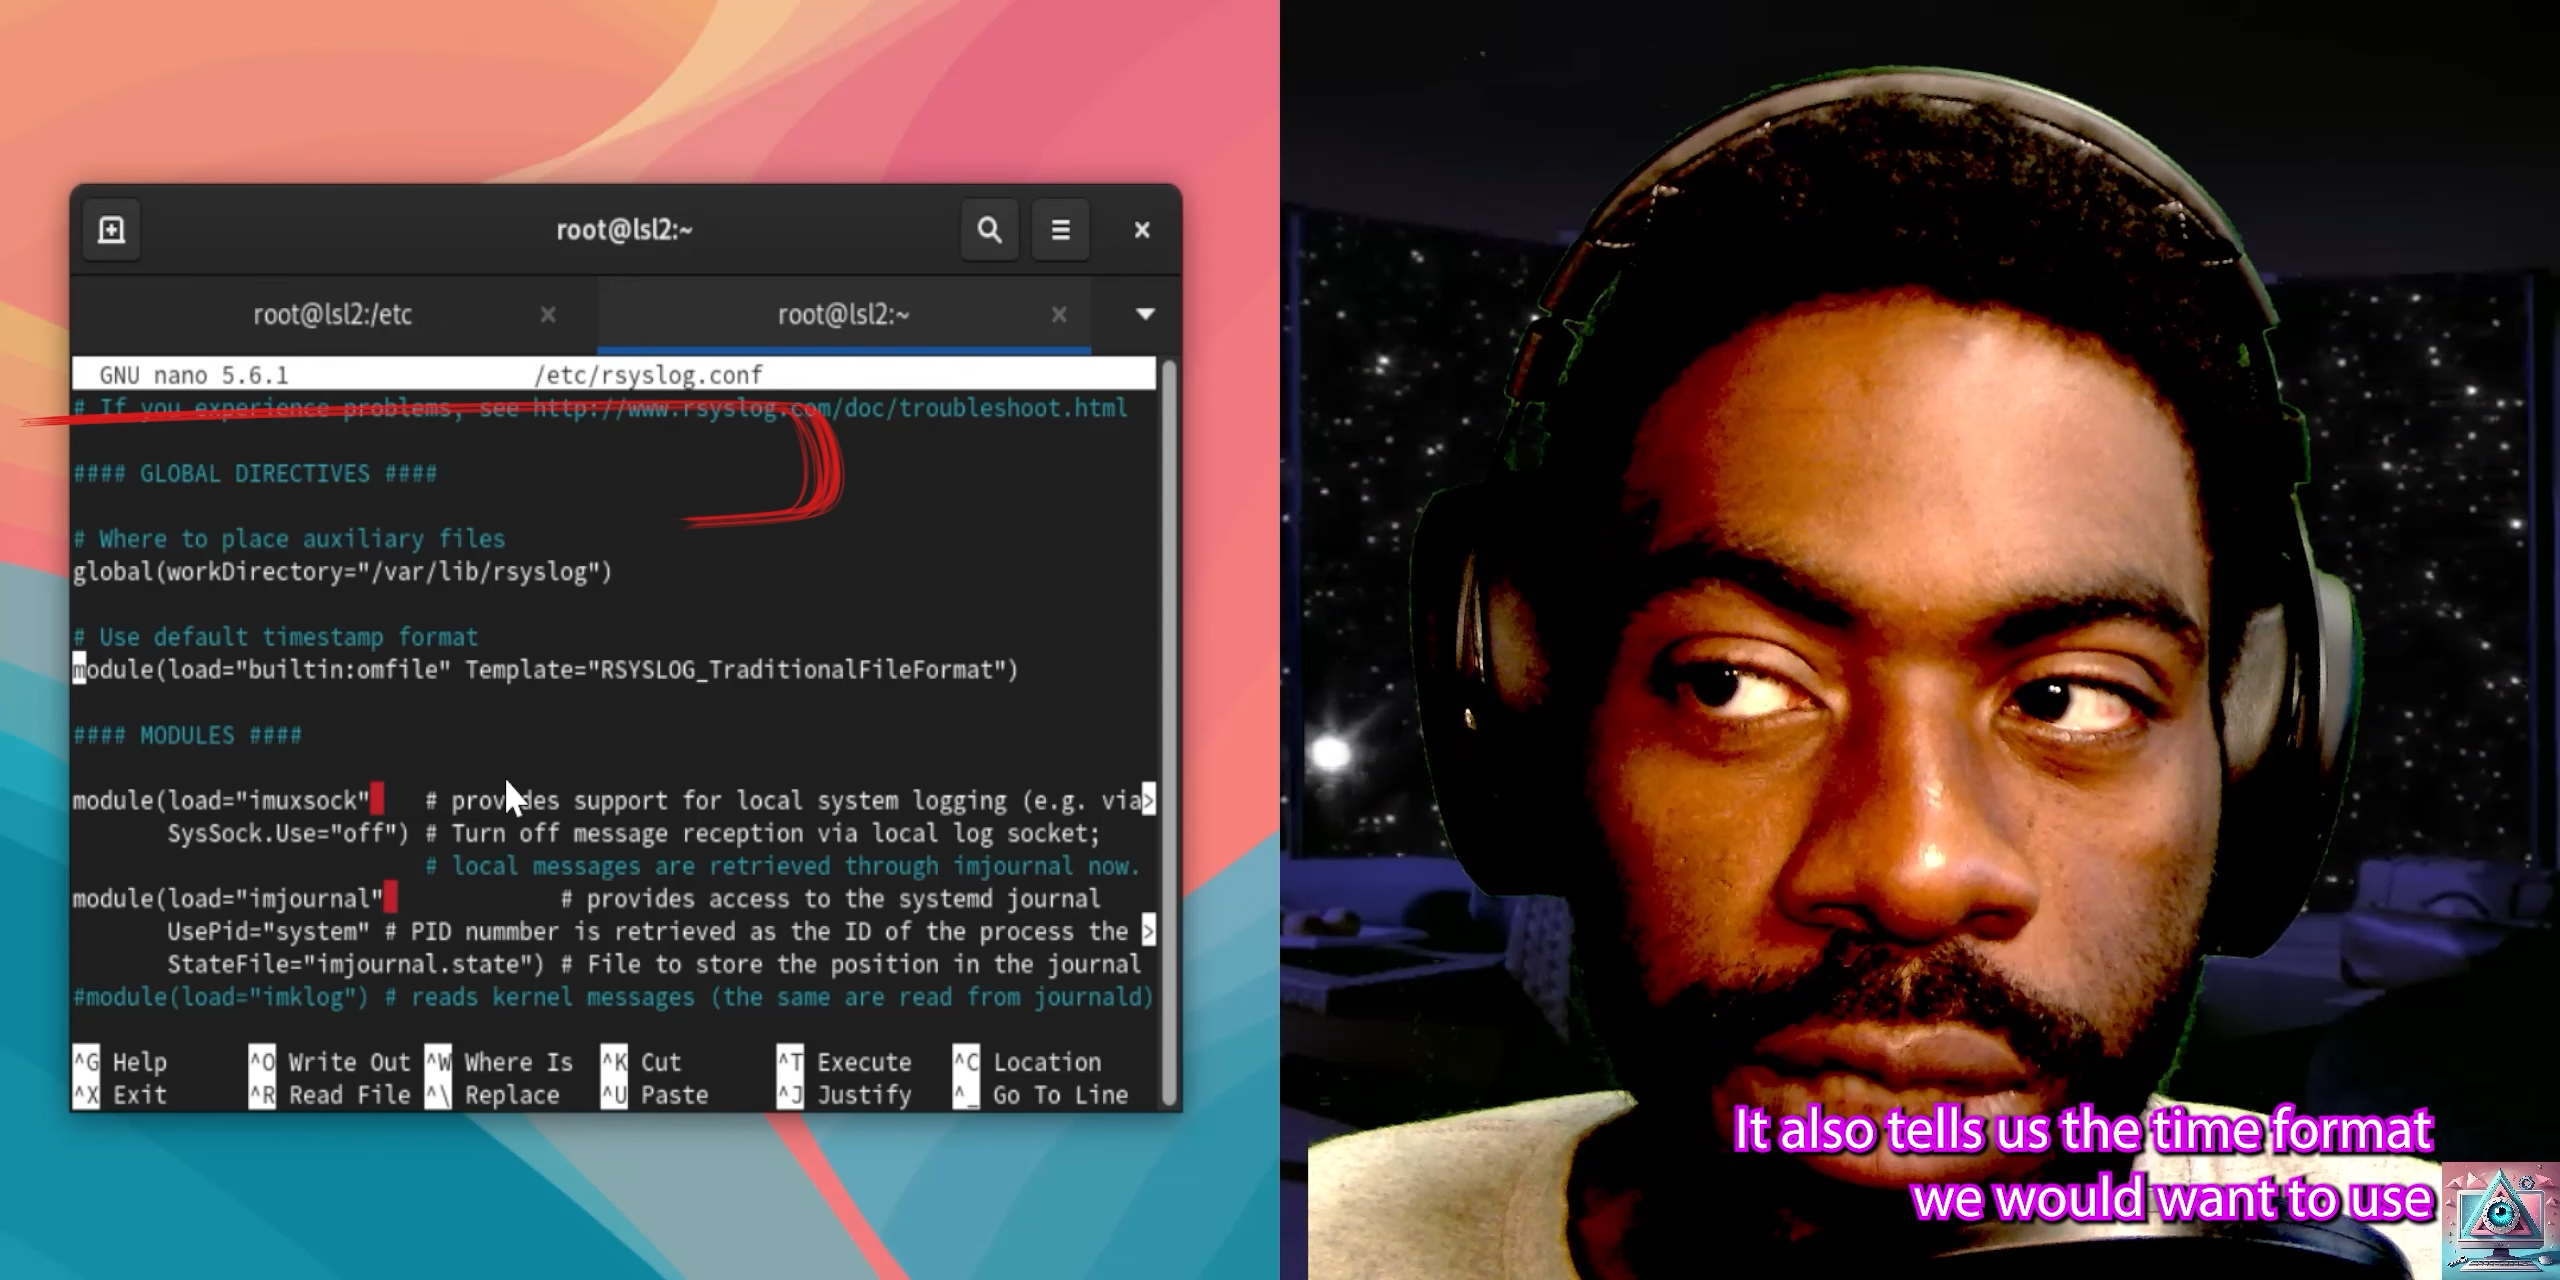 root@lsl2:~
root@lsl2:/etc
root@lsl2:~
GNU nano 5.6.1 /etc/rsyslog.conf
# If you experience problems, see http://www.rsyslog.com/doc/troubleshoot.html
#### GLOBAL DIRECTIVES ####
# Where to place auxiliary files
global(workDirectory="/var/lib/rsyslog")
# Use default timestamp format
module(load="builtin:omfile" Template="RSYSLOG_TraditionalFileFormat")
#### MODULES ####
module(load="imuxsock" # provides support for local system logging (e.g. via>
SysSock.Use="off") # Turn off message reception via local log socket;
# local messages are retrieved through imjournal now.
module(load="imjournal" # provides access to the systemd journal
UsePid="system" # PID nummber is retrieved as the ID of the process the >
StateFile="imjournal.state") # File to store the position in the journal
#module(load="imklog") # reads kernel messages (the same are read from journald)
^G Help ^O Write Out ^W Where Is ^K Cut ^T Execute ^C Location
^X Exit ^R Read File ^\ Replace ^U Paste ^J Justify ^_ Go To Line
It also tells us the time format
we would want to use